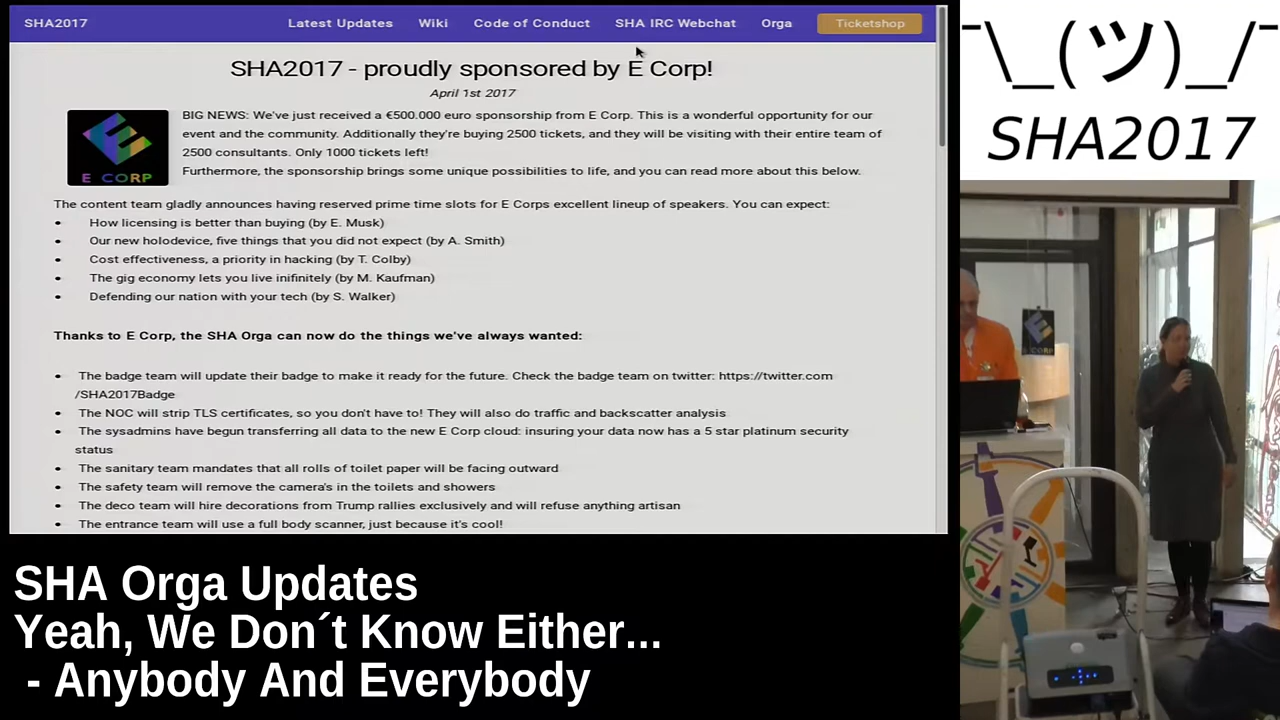 SHA2017 Latest Updates Wiki Code of Conduct SHA IRC Webchat Orga Ticketshop
SHA2017 - proudly sponsored by E Corp!
April 1st 2017
E CORP
BIG NEWS: We've just received a €500.000 euro sponsorship from E Corp. This is a wonderful opportunity for our
event and the community. Additionally they're buying 2500 tickets, and they will be visiting with their entire team of
2500 consultants. Only 1000 tickets left!
Furthermore, the sponsorship brings some unique possibilities to life, and you can read more about this below.
The content team gladly announces having reserved prime time slots for E Corps excellent lineup of speakers. You can expect:
• How licensing is better than buying (by E. Musk)
• Our new holodevice, five things that you did not expect (by A. Smith)
• Cost effectiveness, a priority in hacking (by T. Colby)
• The gig economy lets you live inifinitely (by M. Kaufman)
• Defending our nation with your tech (by S. Walker)
Thanks to E Corp, the SHA Orga can now do the things we've always wanted:
• The badge team will update their badge to make it ready for the future. Check the badge team on twitter: https://twitter.com
/SHA2017Badge
• The NOC will strip TLS certificates, so you don't have to! They will also do traffic and backscatter analysis
• The sysadmins have begun transferring all data to the new E Corp cloud: insuring your data now has a 5 star platinum security
status
• The sanitary team mandates that all rolls of toilet paper will be facing outward
• The safety team will remove the camera's in the toilets and showers
• The deco team will hire decorations from Trump rallies exclusively and will refuse anything artisan
• The entrance team will use a full body scanner, just because it's cool!
SHA Orga Updates
Yeah, We Don´t Know Either...
- Anybody And Everybody
¯\_(ツ)_/¯
SHA2017
E CORP